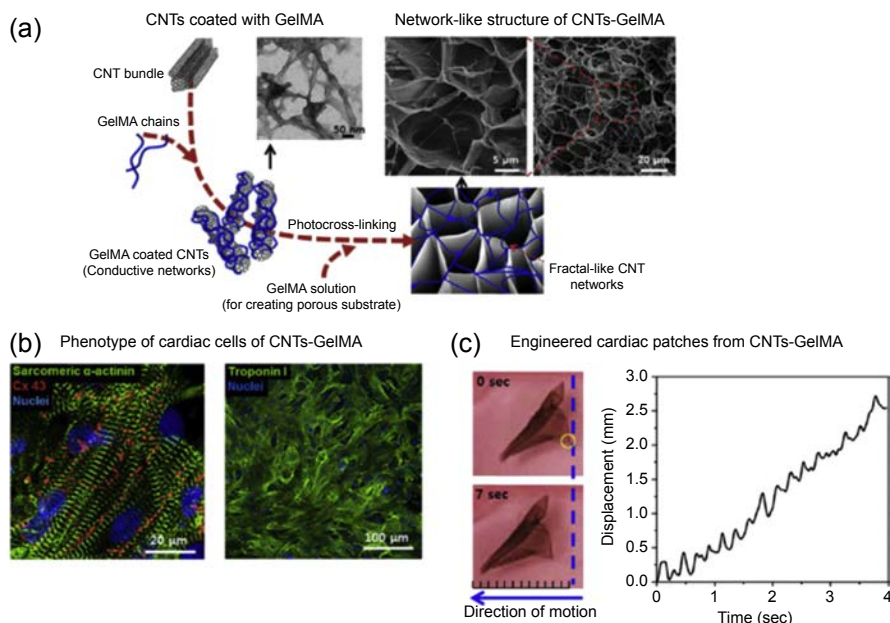 (a)
CNTs coated with GelMA
Network-like structure of CNTs-GelMA
CNT bundle
GelMA chains
50 nm
5 μm
20 μm
GelMA coated CNTs
(Conductive networks)
Photocross-linking
GelMA solution
(for creating porous substrate)
Fractal-like CNT
networks
(b)
Phenotype of cardiac cells of CNTs-GelMA
Sarcomeric α-actinin
Cx 43
Nuclei
20 μm
Troponin I
Nuclei
100 μm
(c)
Engineered cardiac patches from CNTs-GelMA
0 sec
7 sec
Direction of motion
Displacement (mm)
3.0
2.5
2.0
1.5
1.0
0.5
0.0
0 1 2 3 4
Time (sec)